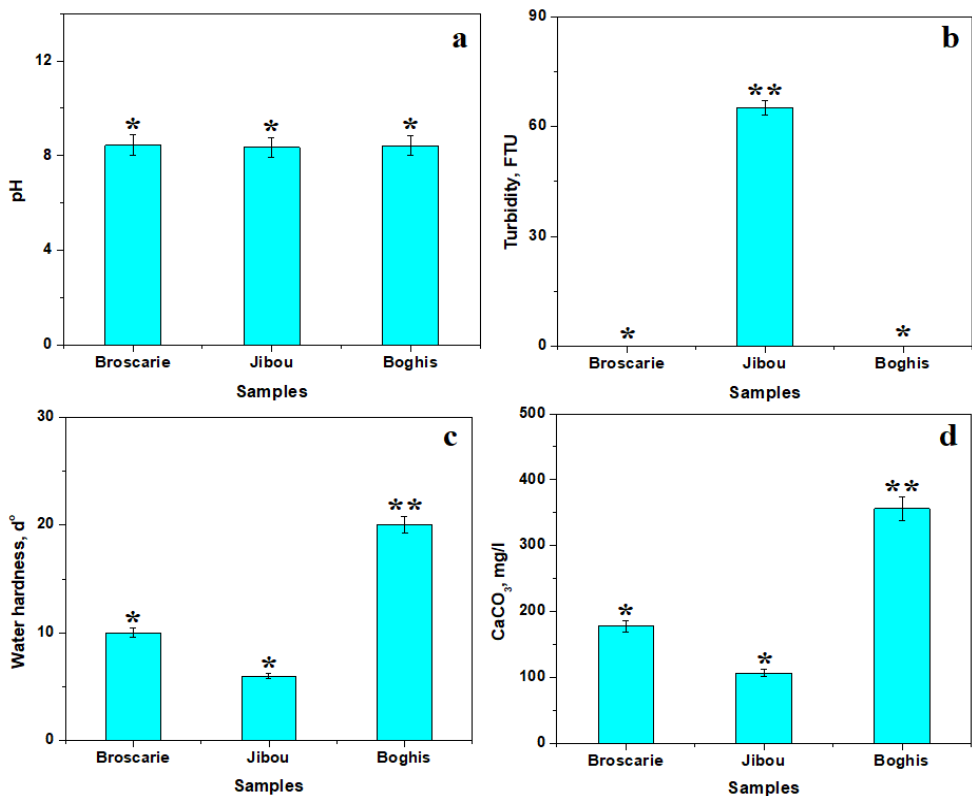 a
pH
12
8
4
0
* * *
Broscarie Jibou Boghis
Samples
b
Turbidity, FTU
90
60
30
0
* ** *
Broscarie Jibou Boghis
Samples
c
Water hardness, d°
30
20
10
0
* * **
Broscarie Jibou Boghis
Samples
d
CaCO₃, mg/l
500
400
300
200
100
0
* * **
Broscarie Jibou Boghis
Samples